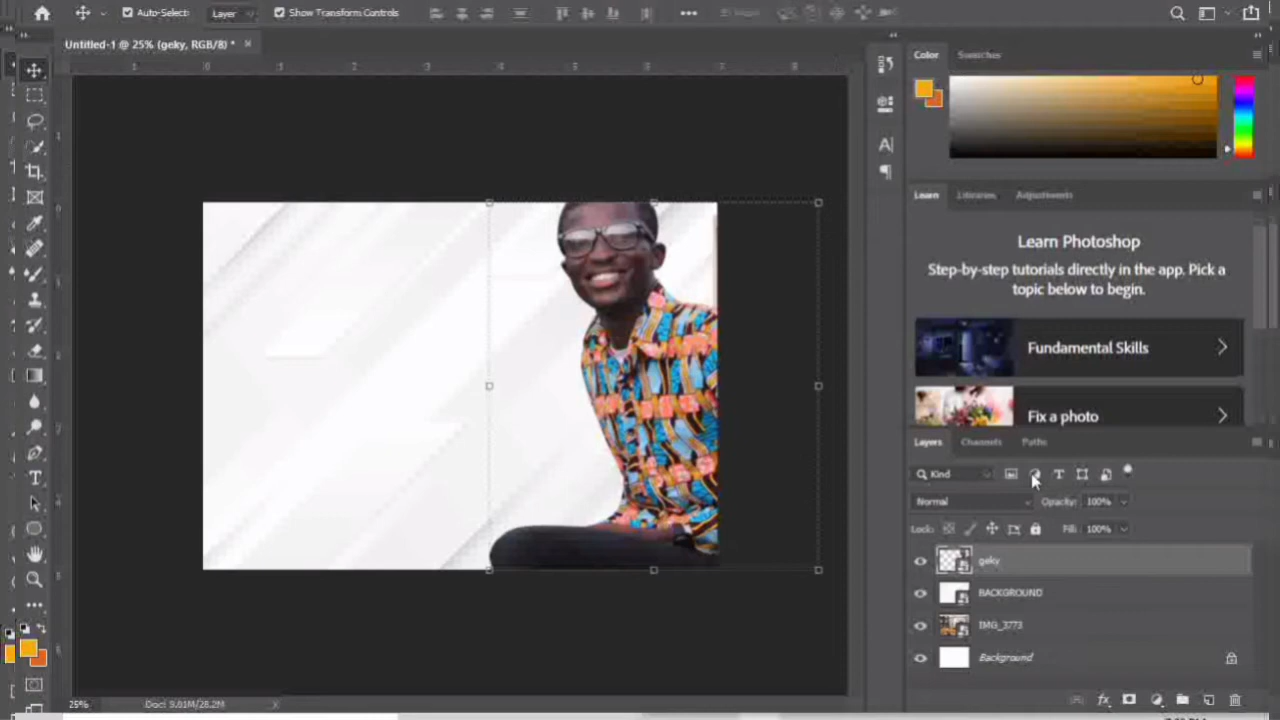 Auto-Select:
Layer
Show Transform Controls
Untitled-1 @ 25% (geky, RGB/8) *
Color
Swatches
Learn
Libraries
Adjustments
Learn Photoshop
Step-by-step tutorials directly in the app. Pick a
topic below to begin.
Fundamental Skills
Fix a photo
Layers
Channels
Paths
Kind
Normal
Opacity: 100%
Lock:
Fill: 100%
geky
BACKGROUND
IMG_3773
Background
25%
Doc: 9.01M/28.2M